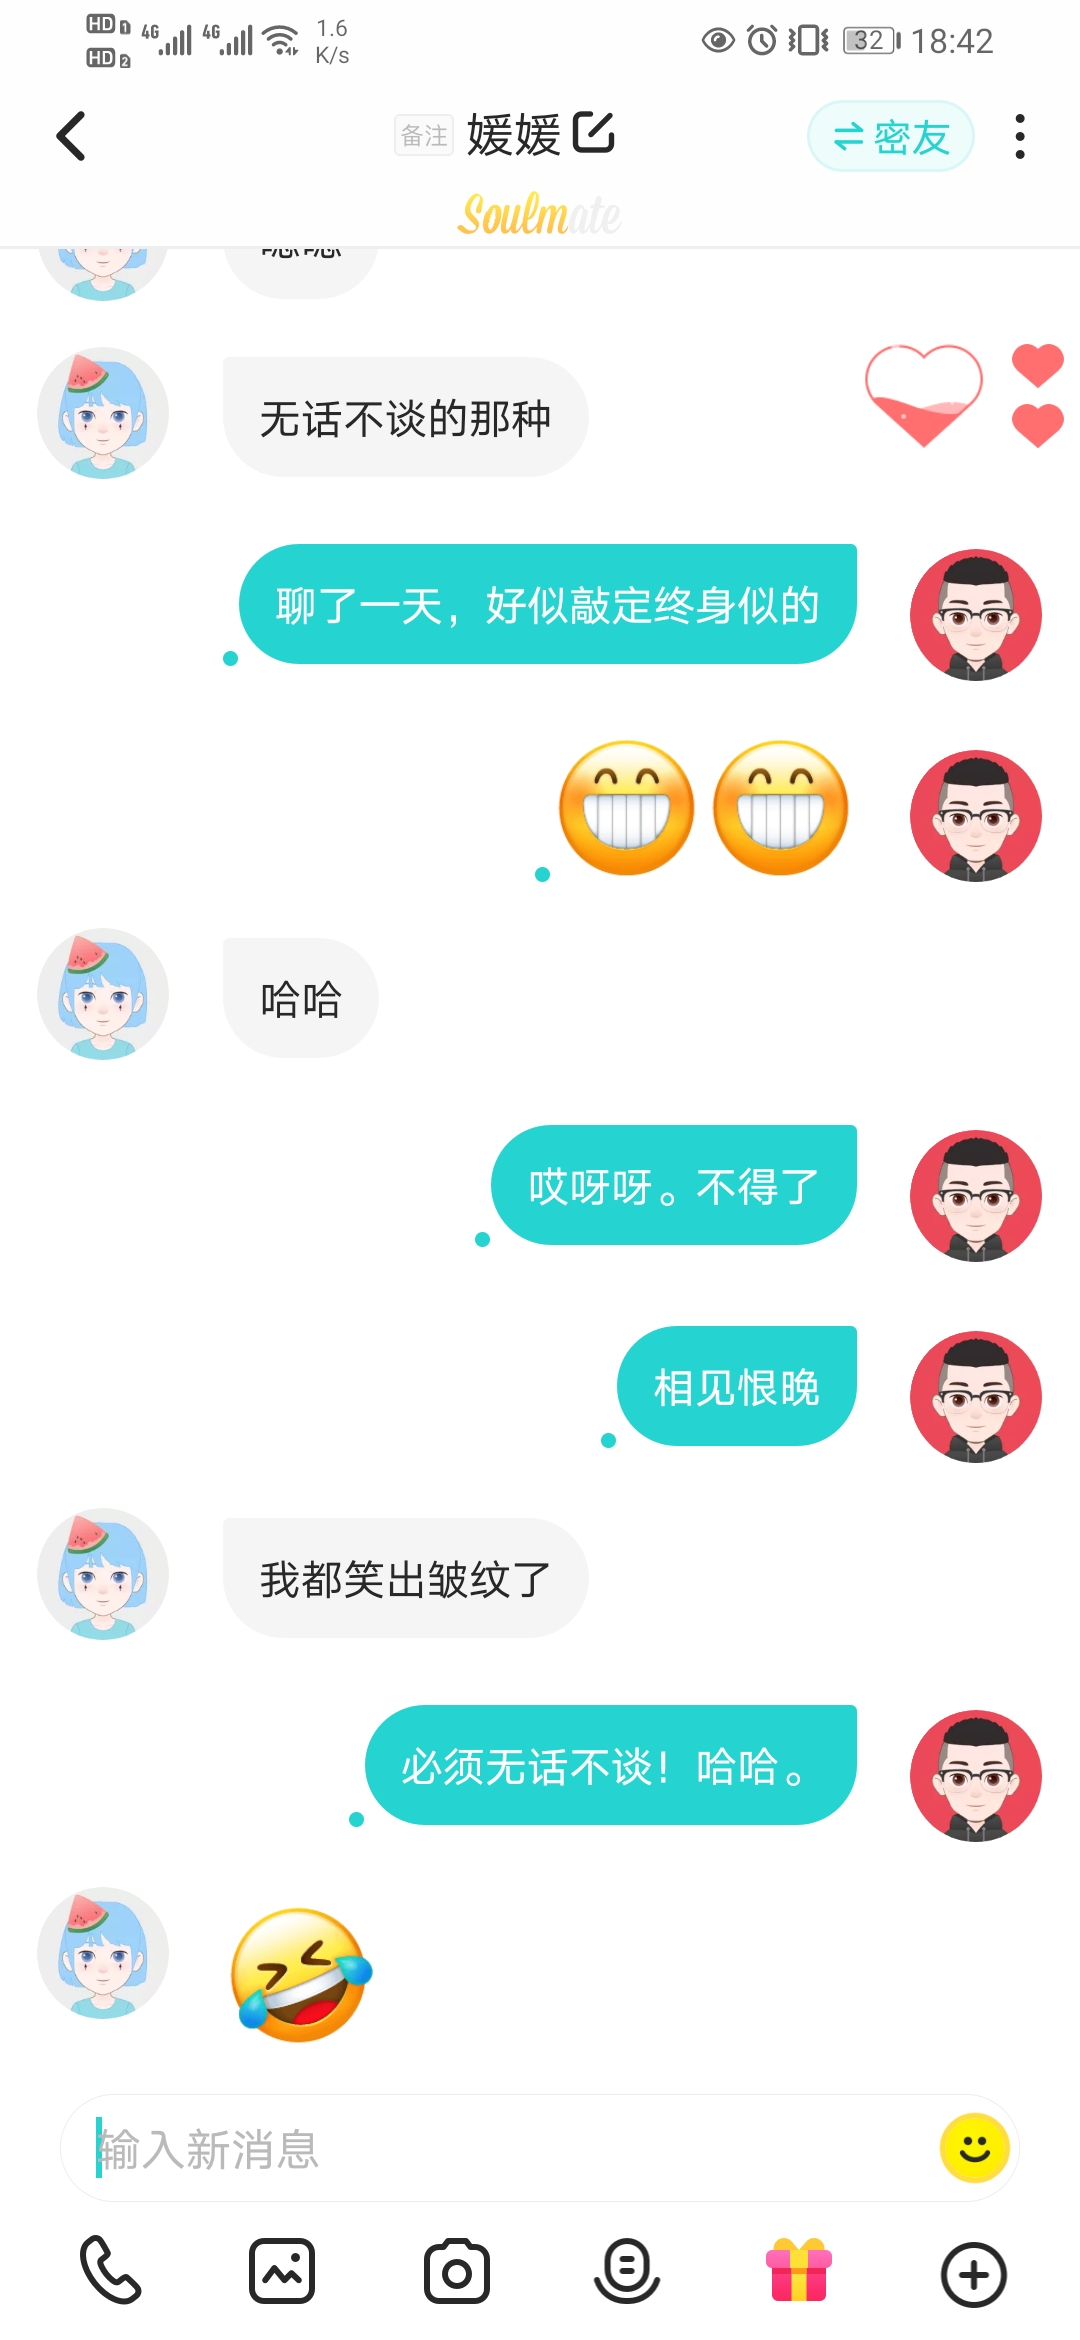 HD 1 4G 4G 1.6
HD 2 K/s
32 18:42
备注 媛媛
密友
Soulmate
嗯嗯
无话不谈的那种
聊了一天，好似敲定终身似的
哈哈
哎呀呀。不得了
相见恨晚
我都笑出皱纹了
必须无话不谈！哈哈。
输入新消息